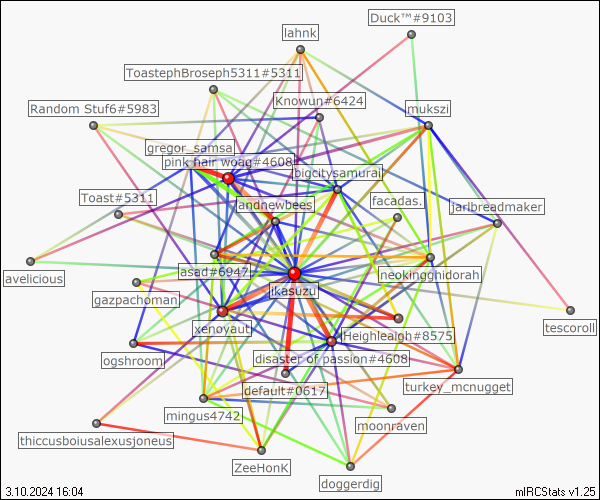 Duck™#9103
lahnk
ToastephBroseph5311#5311
Knowun#6424
Random Stuf6#5983
mukszi
gregor_samsa
pink hair woag#4608
bigcitysamurai
Toast#5311
andnewbees
facadas.
jarlbreadmaker
avelicious
asad#6947
neokingghidorah
gazpachoman
ikasuzu
tescoroll
xenovaut
Heighleaigh#8575
ogshroom
disaster of passion#4608
default#0617
turkey_mcnugget
mingus4742
moonraven
thiccusboiusalexusjoneus
ZeeHonK
doggerdig
3.10.2024 16:04
mIRCStats v1.25